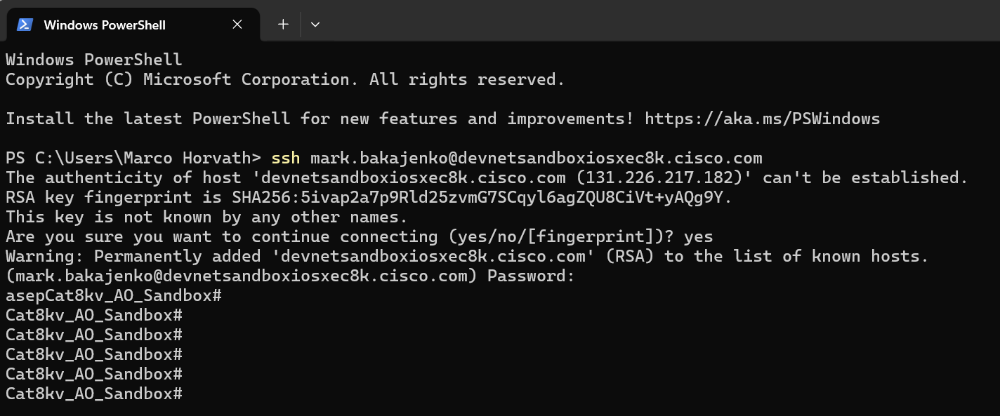 Windows PowerShell
Windows PowerShell
Copyright (C) Microsoft Corporation. All rights reserved.
Install the latest PowerShell for new features and improvements! https://aka.ms/PSWindows
PS C:\Users\Marco Horvath> ssh mark.bakajenko@devnetsandboxiosxec8k.cisco.com
The authenticity of host 'devnetsandboxiosxec8k.cisco.com (131.226.217.182)' can't be established.
RSA key fingerprint is SHA256:5ivap2a7p9Rld25zvmG7SCqyl6agZQU8CiVt+yAQg9Y.
This key is not known by any other names.
Are you sure you want to continue connecting (yes/no/[fingerprint])? yes
Warning: Permanently added 'devnetsandboxiosxec8k.cisco.com' (RSA) to the list of known hosts.
(mark.bakajenko@devnetsandboxiosxec8k.cisco.com) Password:
asepCat8kv_AO_Sandbox#
Cat8kv_AO_Sandbox#
Cat8kv_AO_Sandbox#
Cat8kv_AO_Sandbox#
Cat8kv_AO_Sandbox#
Cat8kv_AO_Sandbox#